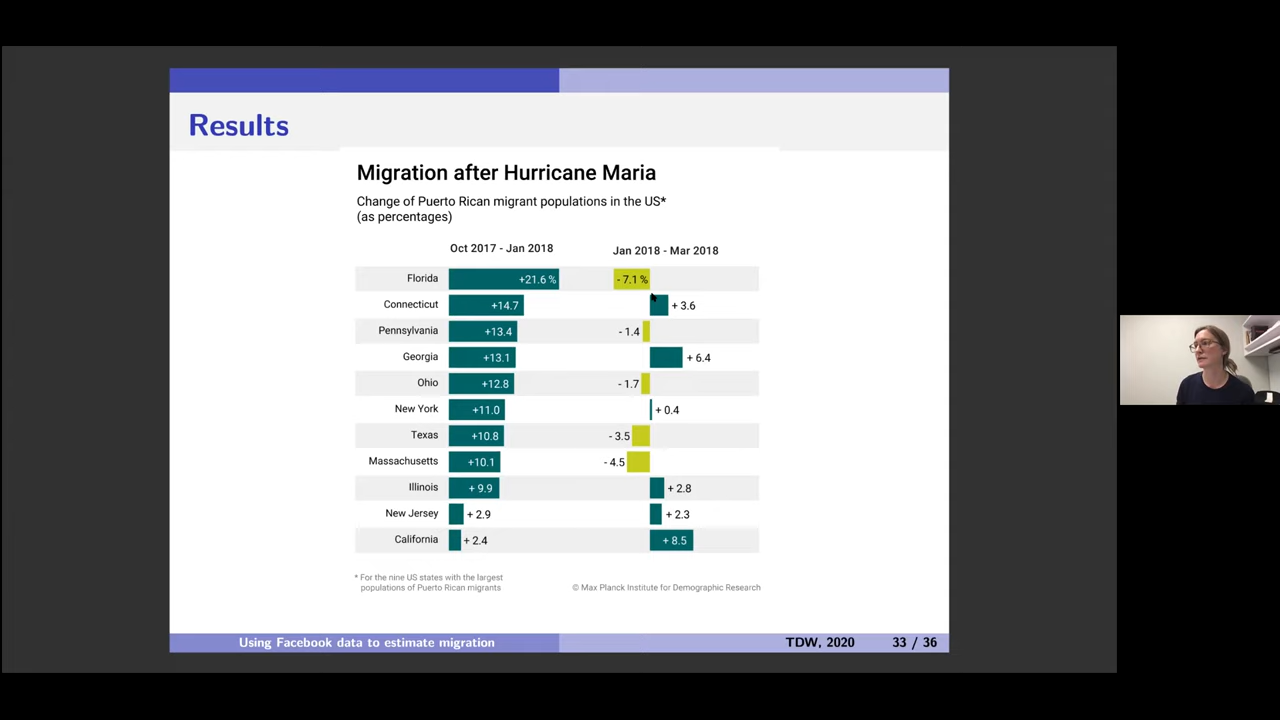 Results
Migration after Hurricane Maria
Change of Puerto Rican migrant populations in the US*
(as percentages)
Oct 2017 - Jan 2018 Jan 2018 - Mar 2018
Florida +21.6 % - 7.1 %
Connecticut +14.7 + 3.6
Pennsylvania +13.4 - 1.4
Georgia +13.1 + 6.4
Ohio +12.8 - 1.7
New York +11.0 + 0.4
Texas +10.8 - 3.5
Massachusetts +10.1 - 4.5
Illinois + 9.9 + 2.8
New Jersey + 2.9 + 2.3
California + 2.4 + 8.5
* For the nine US states with the largest
populations of Puerto Rican migrants
© Max Planck Institute for Demographic Research
Using Facebook data to estimate migration TDW, 2020 33 / 36